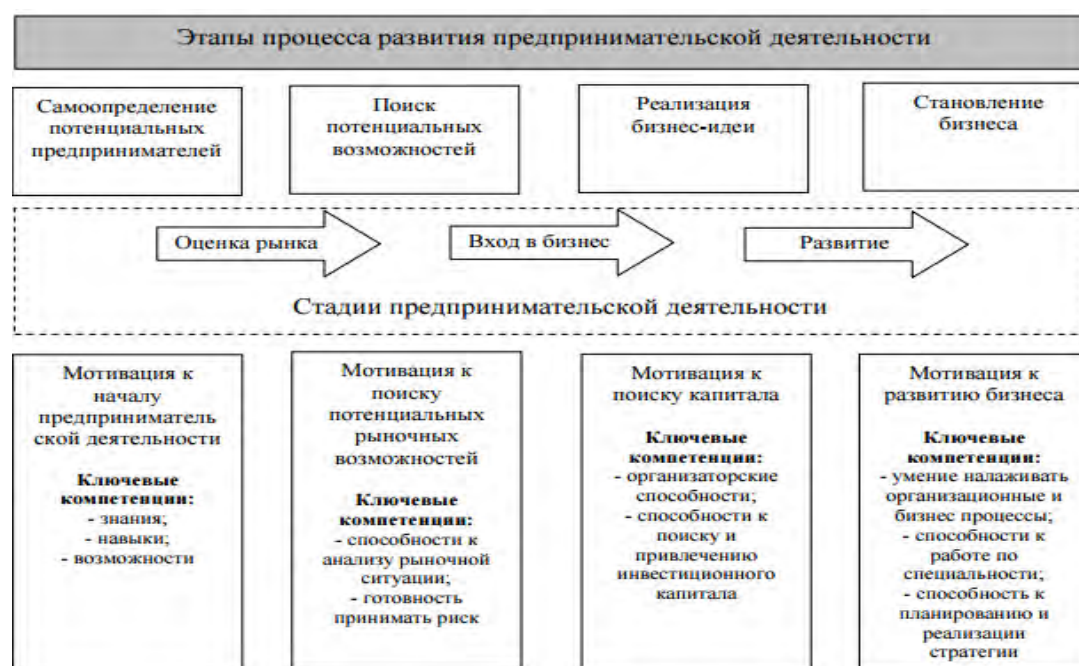 Этапы процесса развития предпринимательской деятельности
Самоопределение
потенциальных
предпринимателей
Поиск
потенциальных
возможностей
Реализация
бизнес-идеи
Становление
бизнеса
Оценка рынка
Вход в бизнес
Развитие
Стадии предпринимательской деятельности
Мотивация к
началу
предприниматель
ской деятельности
Ключевые
компетенции:
- знания;
- навыки;
- возможности
Мотивация к
поиску
потенциальных
рыночных
возможностей
Ключевые
компетенции:
- способности к
анализу рыночной
ситуации;
- готовность
принимать риск
Мотивация к
поиску капитала
Ключевые
компетенции:
- организаторские
способности;
- способности к
поиску и
привлечению
инвестиционного
капитала
Мотивация к
развитию бизнеса
Ключевые
компетенции:
- умение налаживать
организационные и
бизнес процессы;
- способности к
работе по
специальности;
- способность к
планированию и
реализации
стратегии